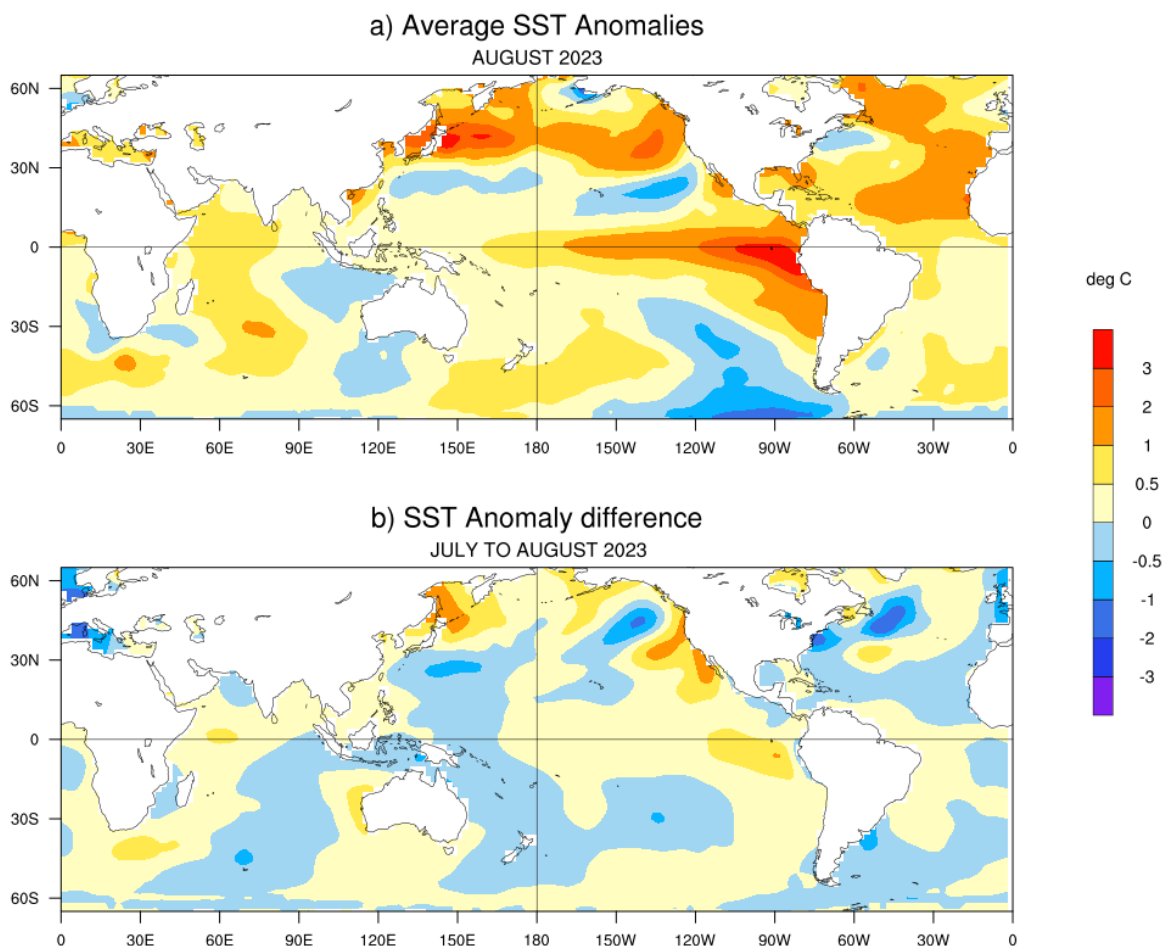 a) Average SST Anomalies
AUGUST 2023
60N
30N
0
30S
60S
0 30E 60E 90E 120E 150E 180 150W 120W 90W 60W 30W 0
deg C
3
2
1
0.5
0
-0.5
-1
-2
-3
b) SST Anomaly difference
JULY TO AUGUST 2023
60N
30N
0
30S
60S
0 30E 60E 90E 120E 150E 180 150W 120W 90W 60W 30W 0